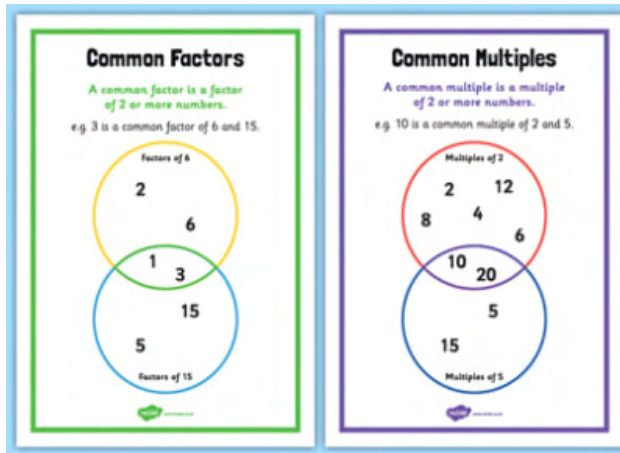 Common Factors
A common factor is a factor
of 2 or more numbers.
e.g. 3 is a common factor of 6 and 15.
Factors of 6
2
6
1
3
15
5
Factors of 15
Common Multiples
A common multiple is a multiple
of 2 or more numbers.
e.g. 10 is a common multiple of 2 and 5.
Multiples of 2
2 12
8 4
6
10
20
5
15
Multiples of 5